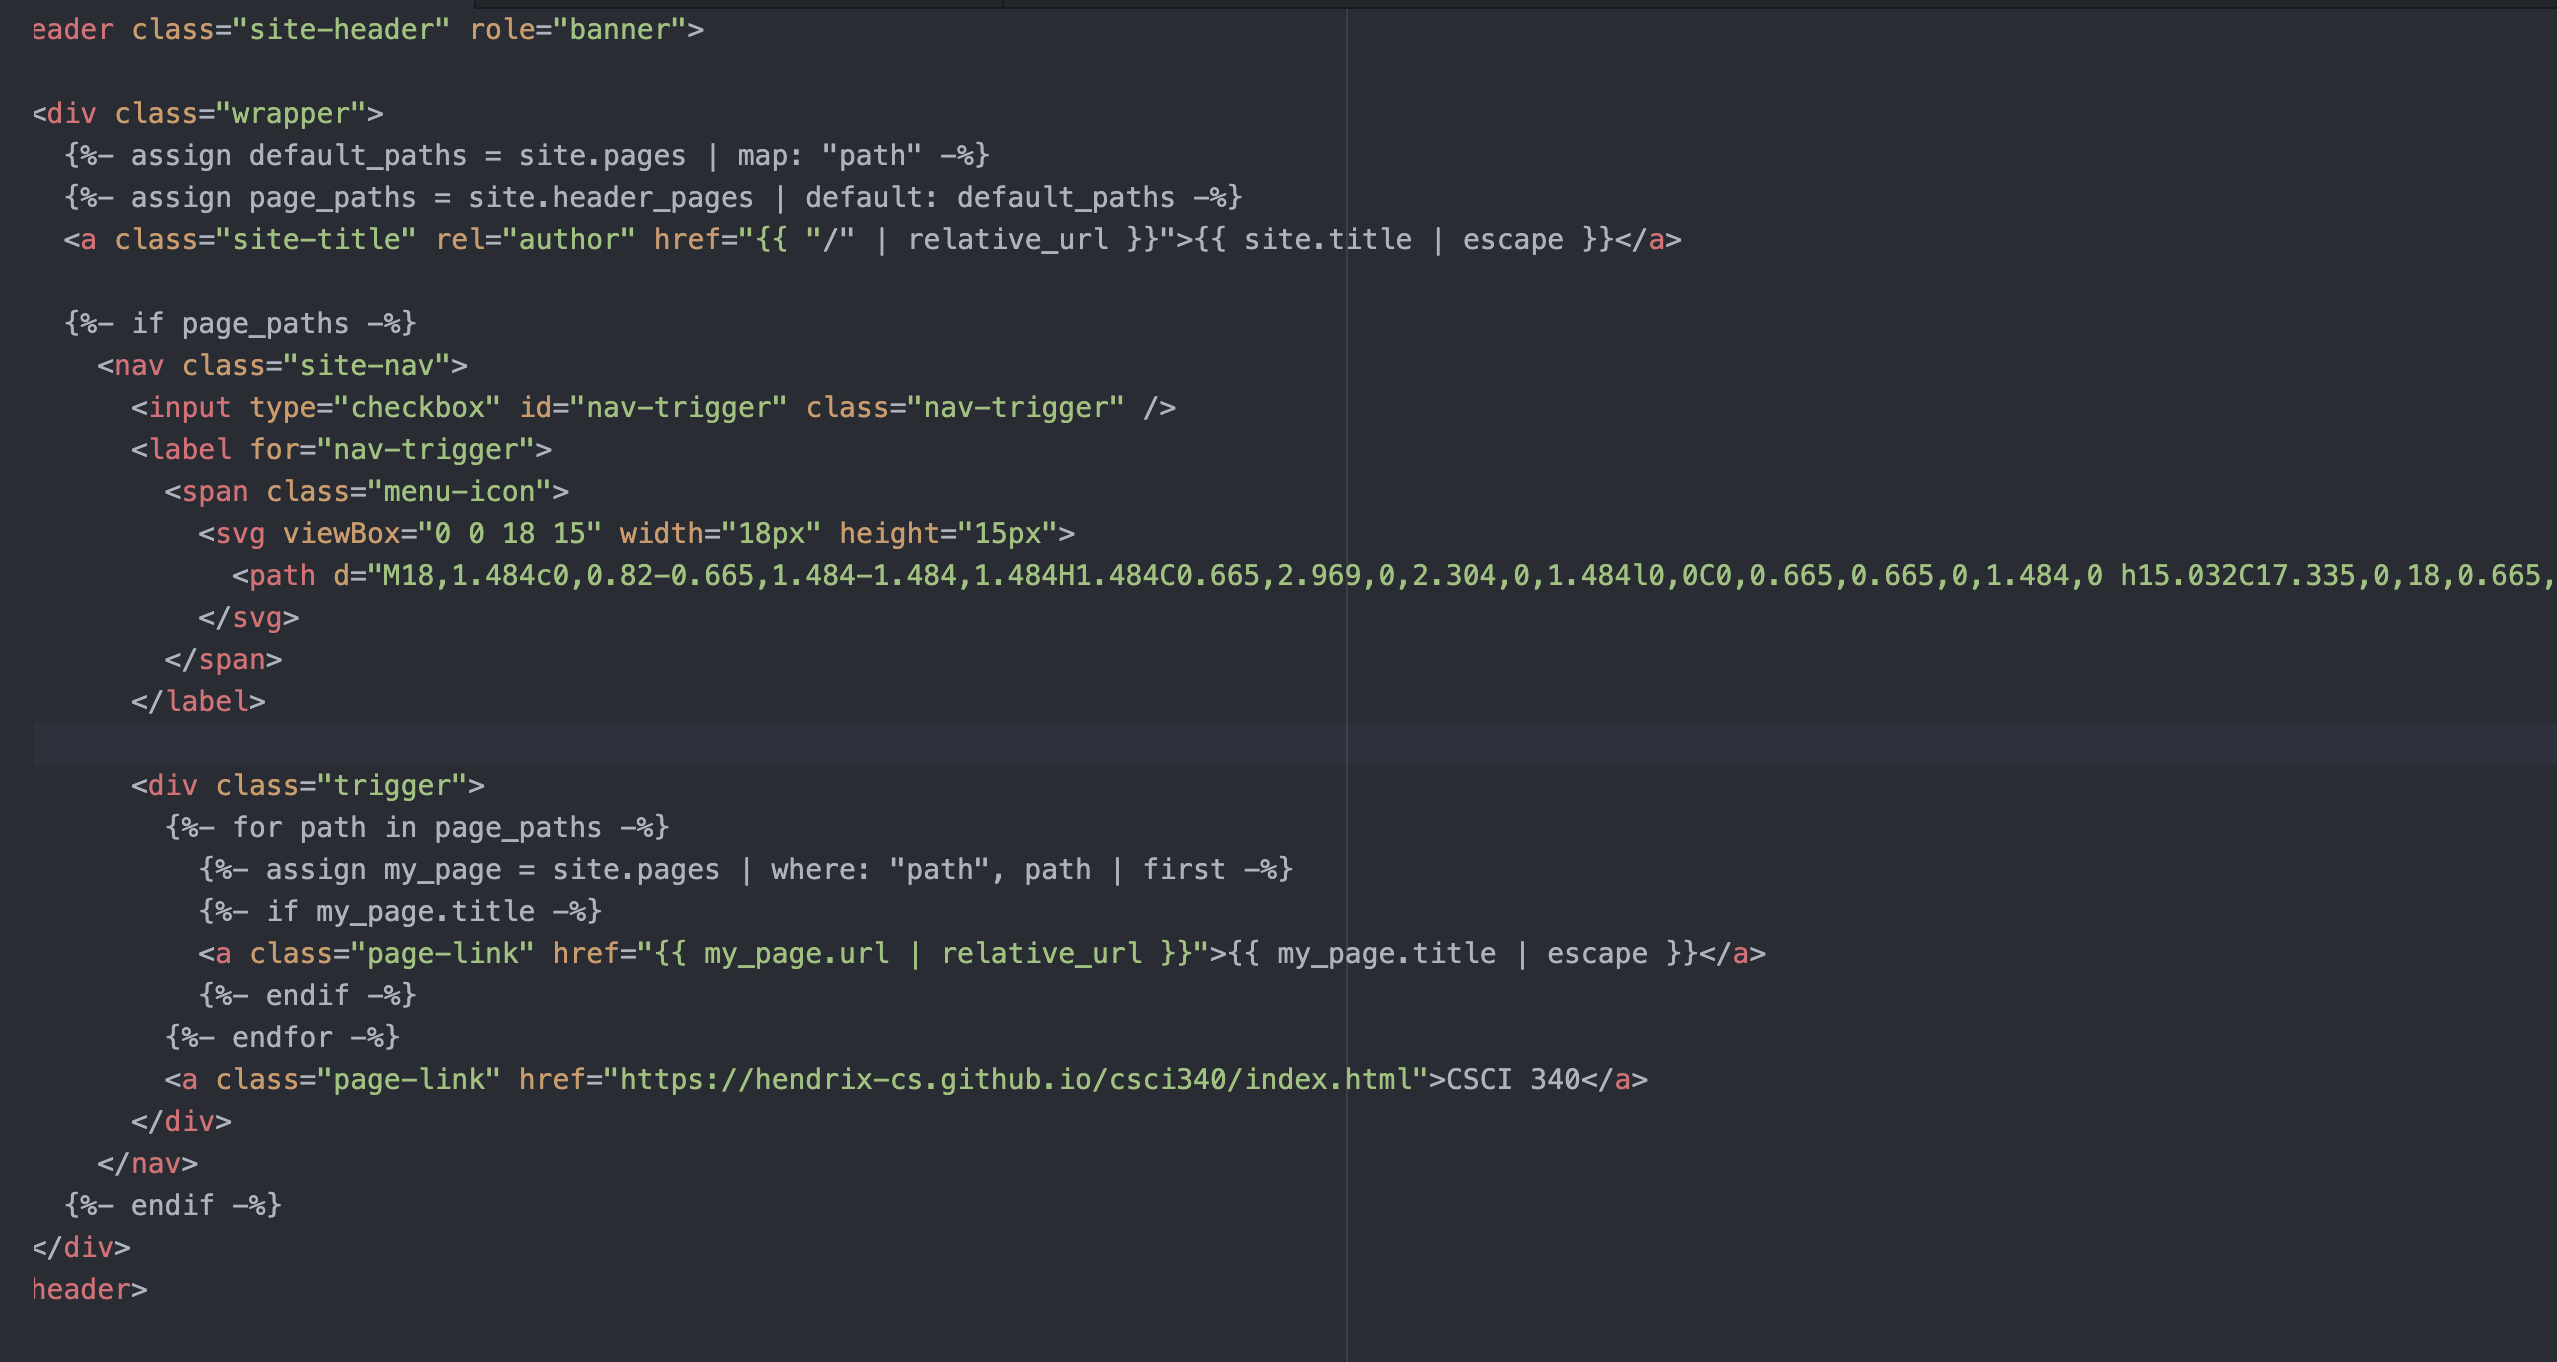 eader class="site-header" role="banner">
<div class="wrapper">
{%- assign default_paths = site.pages | map: "path" -%}
{%- assign page_paths = site.header_pages | default: default_paths -%}
<a class="site-title" rel="author" href="{{ "/" | relative_url }}">{{ site.title | escape }}</a>
{%- if page_paths -%}
<nav class="site-nav">
<input type="checkbox" id="nav-trigger" class="nav-trigger" />
<label for="nav-trigger">
<span class="menu-icon">
<svg viewBox="0 0 18 15" width="18px" height="15px">
<path d="M18,1.484c0,0.82-0.665,1.484-1.484,1.484H1.484C0.665,2.969,0,2.304,0,1.484l0,0C0,0.665,0.665,0,1.484,0 h15.032C17.335,0,18,0.665,
</svg>
</span>
</label>
<div class="trigger">
{%- for path in page_paths -%}
{%- assign my_page = site.pages | where: "path", path | first -%}
{%- if my_page.title -%}
<a class="page-link" href="{{ my_page.url | relative_url }}">{{ my_page.title | escape }}</a>
{%- endif -%}
{%- endfor -%}
<a class="page-link" href="https://hendrix-cs.github.io/csci340/index.html">CSCI 340</a>
</div>
</nav>
{%- endif -%}
</div>
header>